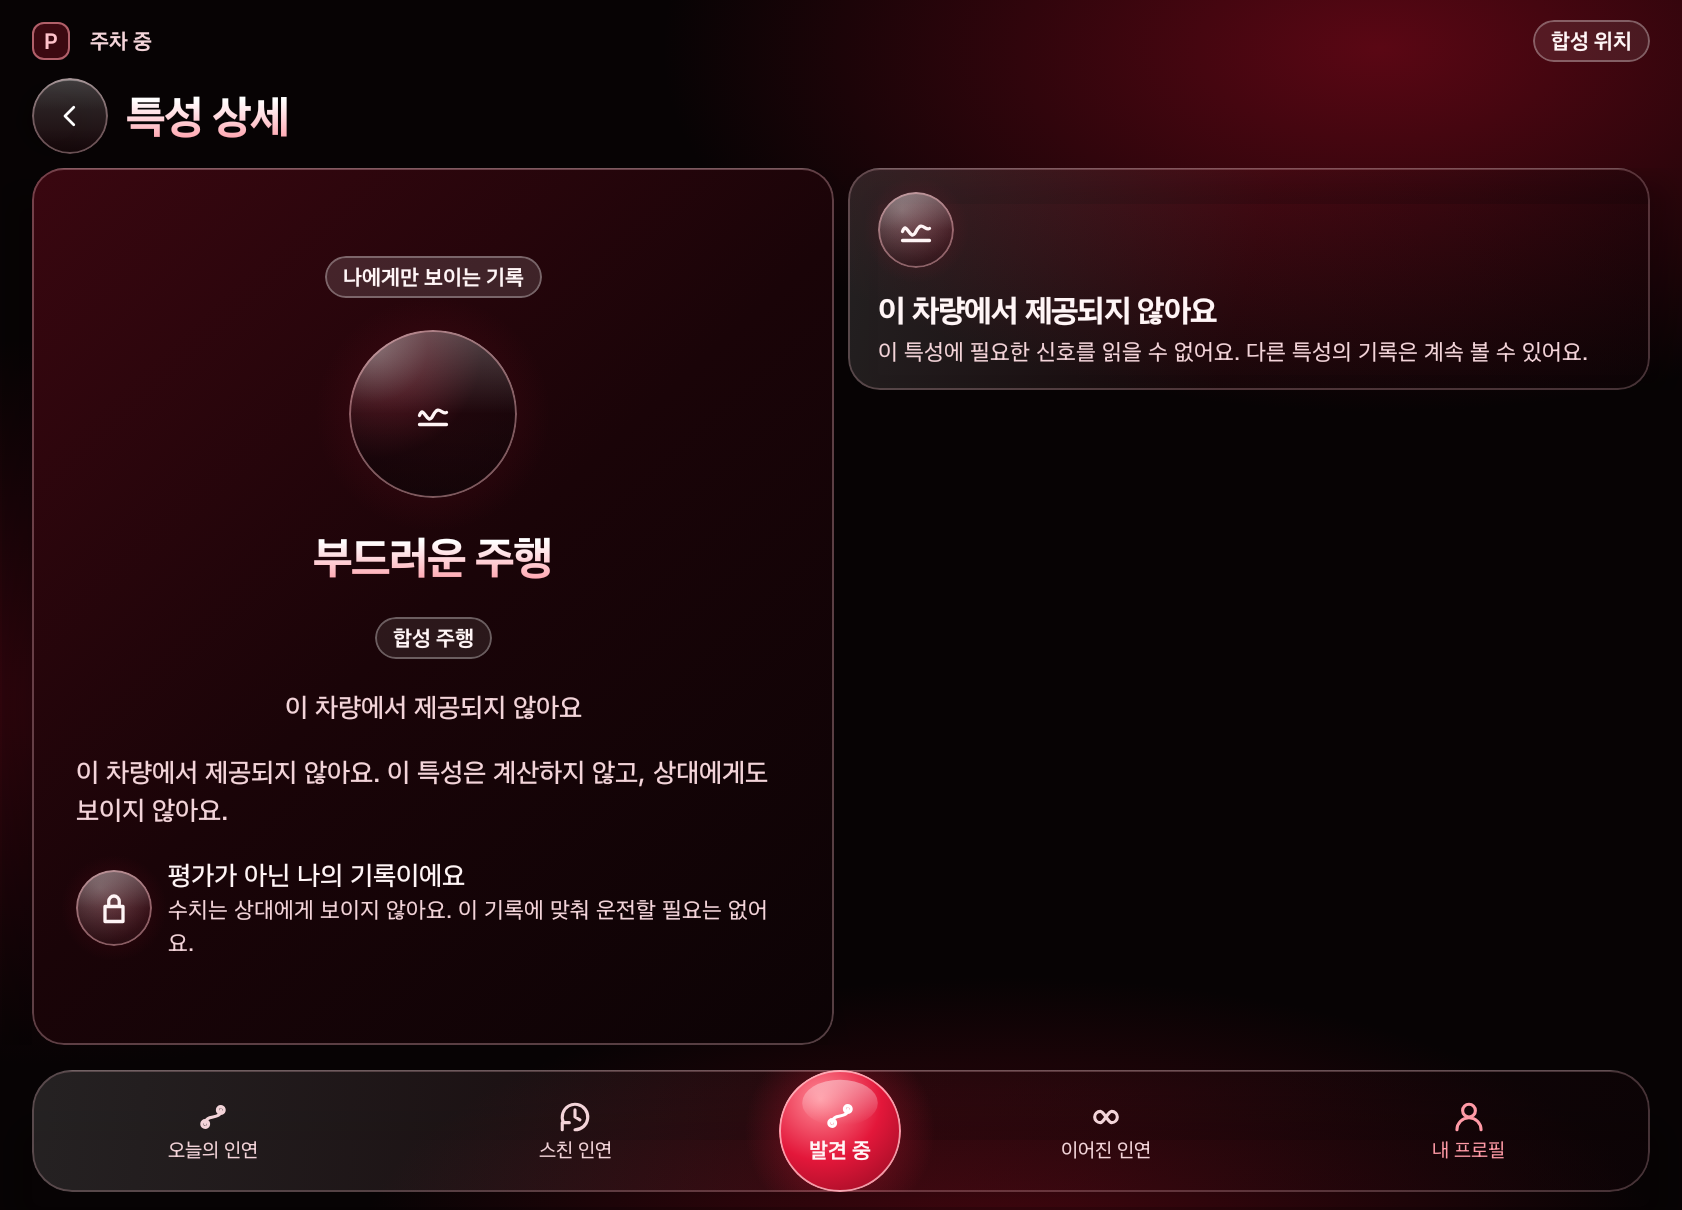 P 주차 중
합성 위치
특성 상세
나에게만 보이는 기록
부드러운 주행
합성 주행
이 차량에서 제공되지 않아요
이 차량에서 제공되지 않아요. 이 특성은 계산하지 않고, 상대에게도
보이지 않아요.
평가가 아닌 나의 기록이에요
수치는 상대에게 보이지 않아요. 이 기록에 맞춰 운전할 필요는 없어
요.
이 차량에서 제공되지 않아요
이 특성에 필요한 신호를 읽을 수 없어요. 다른 특성의 기록은 계속 볼 수 있어요.
오늘의 인연
스친 인연
발견 중
이어진 인연
내 프로필